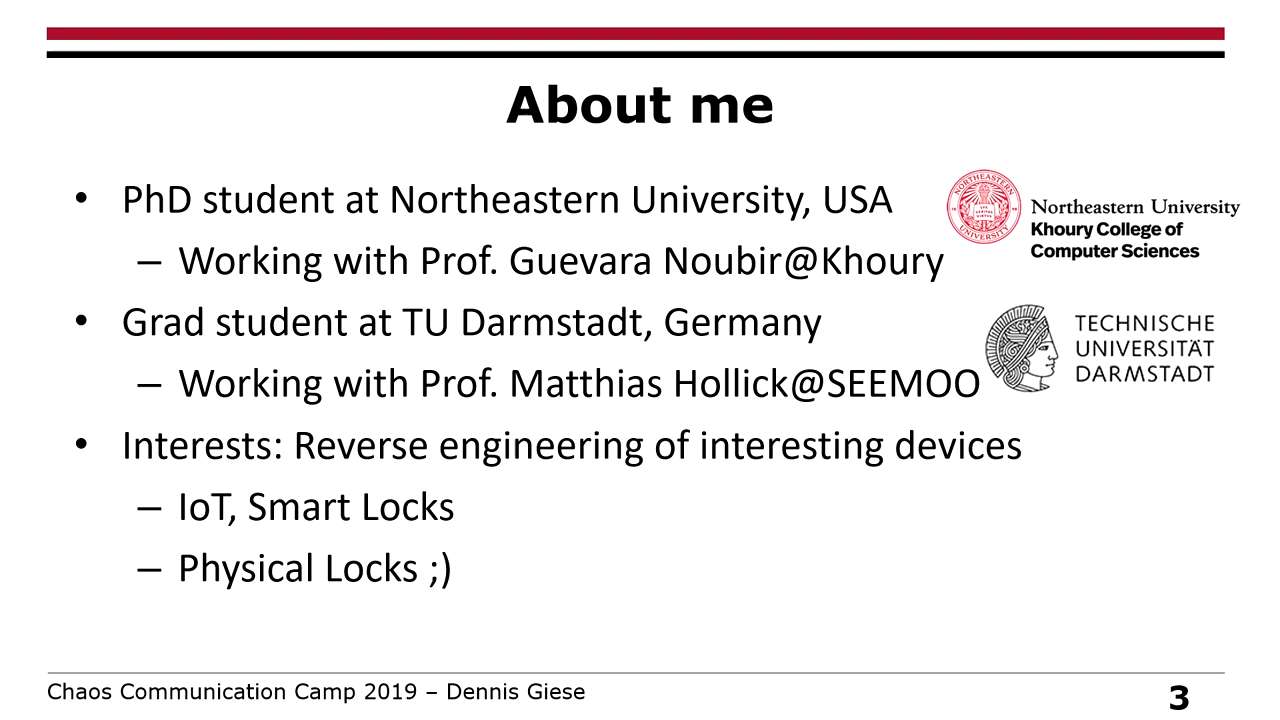 About me
• PhD student at Northeastern University, USA
– Working with Prof. Guevara Noubir@Khoury
• Grad student at TU Darmstadt, Germany
– Working with Prof. Matthias Hollick@SEEMOO
• Interests: Reverse engineering of interesting devices
– IoT, Smart Locks
– Physical Locks ;)
NORTHEASTERN
UNIVERSITY
Northeastern University
Khoury College of
Computer Sciences
TECHNISCHE
UNIVERSITÄT
DARMSTADT
Chaos Communication Camp 2019 – Dennis Giese
3